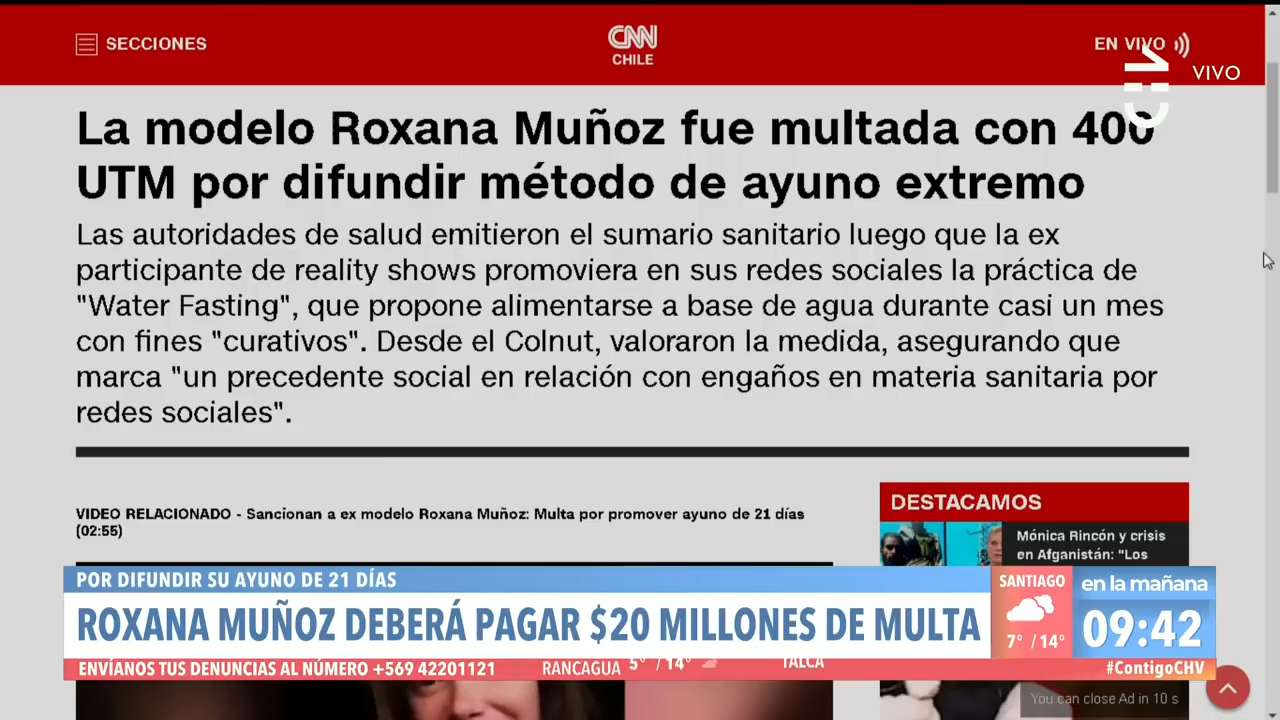 SECCIONES
CNN
CHILE
EN VIVO
CHV
VIVO
La modelo Roxana Muñoz fue multada con 400
UTM por difundir método de ayuno extremo
Las autoridades de salud emitieron el sumario sanitario luego que la ex
participante de reality shows promoviera en sus redes sociales la práctica de
"Water Fasting", que propone alimentarse a base de agua durante casi un mes
con fines "curativos". Desde el Colnut, valoraron la medida, asegurando que
marca "un precedente social en relación con engaños en materia sanitaria por
redes sociales".
VIDEO RELACIONADO - Sancionan a ex modelo Roxana Muñoz: Multa por promover ayuno de 21 días
(02:55)
DESTACAMOS
Mónica Rincón y crisis
en Afganistán: "Los
POR DIFUNDIR SU AYUNO DE 21 DÍAS
ROXANA MUÑOZ DEBERÁ PAGAR $20 MILLONES DE MULTA
SANTIAGO
7° / 14°
en la mañana
09:42
ENVÍANOS TUS DENUNCIAS AL NÚMERO +569 42201121
RANCAGUA 5° / 14°
TALCA
#ContigoCHV
You can close Ad in 10 s